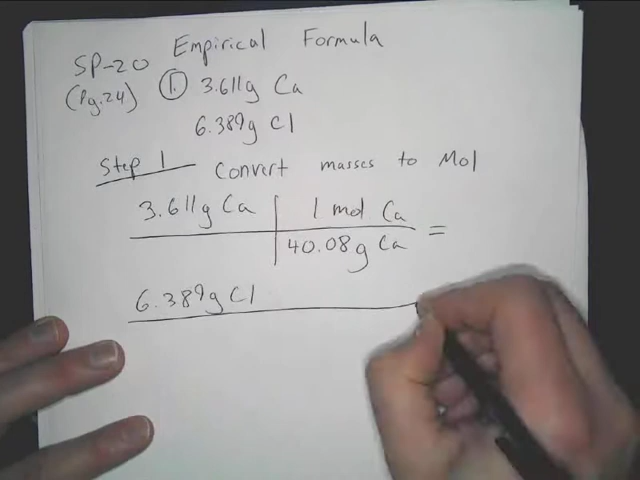 SP-20 Empirical Formula
(Pg.24) 1. 3.611g Ca
6.389g Cl
Step 1 Convert masses to Mol
3.611g Ca 1 mol Ca
40.08g Ca =
6.389g Cl